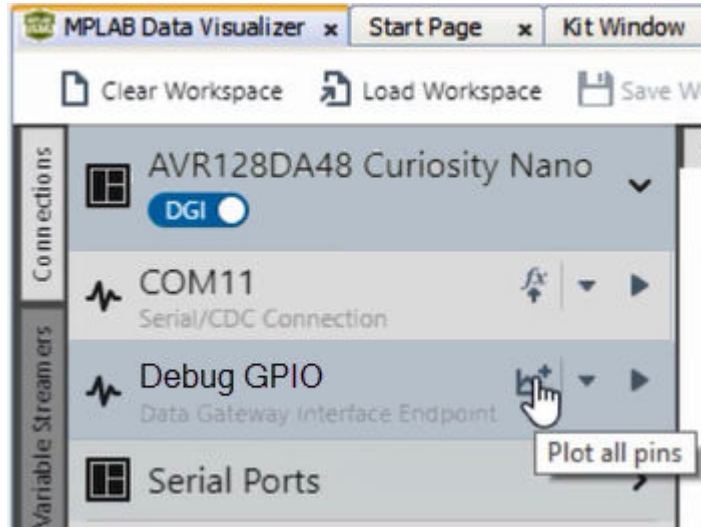 MPLAB Data Visualizer x Start Page x Kit Window
Clear Workspace Load Workspace Save W
Connections
AVR128DA48 Curiosity Nano
DGI
COM11
Serial/CDC Connection
fx
Debug GPIO
Data Gateway Interface Endpoint
Plot all pins
Variable Streamers
Serial Ports